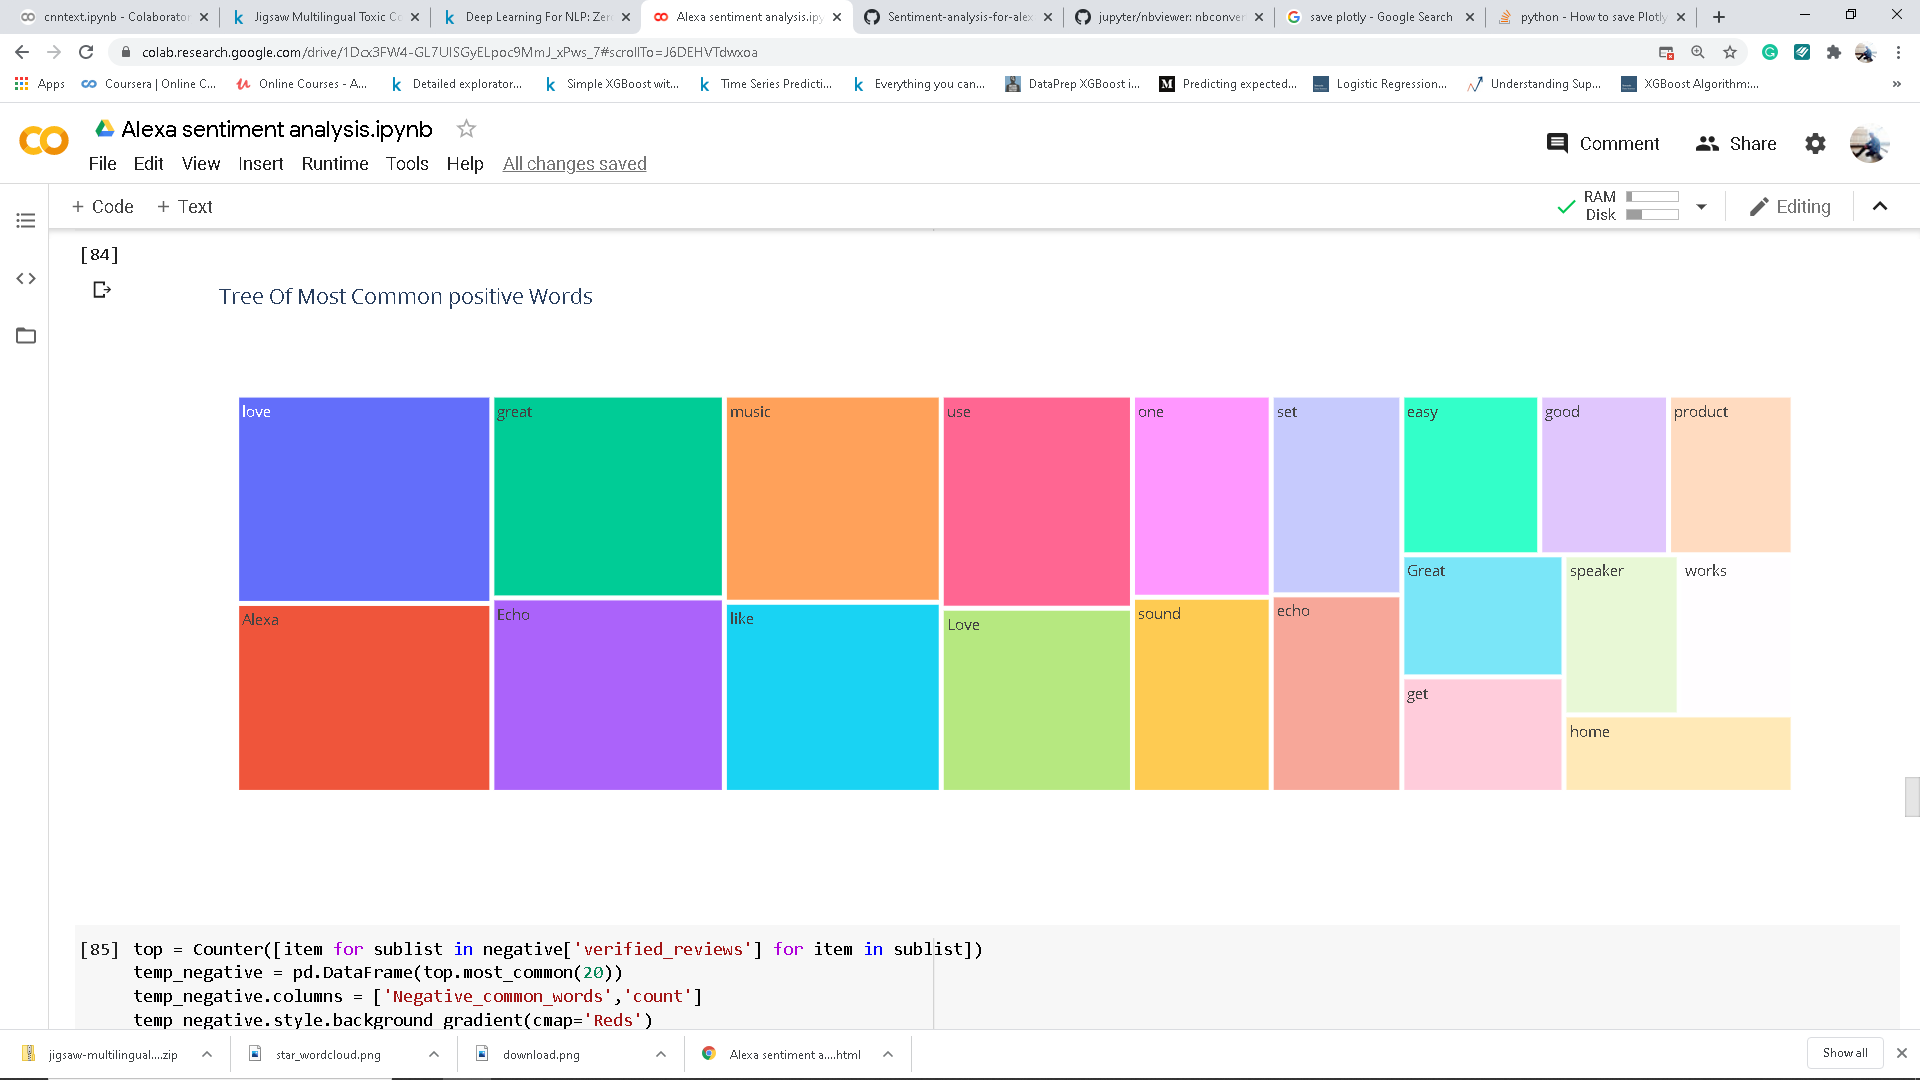 cnntext.ipynb - Colaborator
Jigsaw Multilingual Toxic Co
Deep Learning For NLP: Zer
Alexa sentiment analysis.ipy
Sentiment-analysis-for-alex
jupyter/nbviewer: nbconver
save plotly - Google Search
python - How to save Plotly
colab.research.google.com/drive/1Dcx3FW4-GL7UISGyELpoc9MmJ_xPws_7#scrollTo=J6DEHVTdwxoa
Apps
Coursera | Online C...
Online Courses - A...
Detailed explorator...
Simple XGBoost wit...
Time Series Predicti...
Everything you can...
DataPrep XGBoost i...
Predicting expected...
Logistic Regression...
Understanding Sup...
XGBoost Algorithm:...
»
Alexa sentiment analysis.ipynb
Comment
Share
File Edit View Insert Runtime Tools Help All changes saved
+ Code + Text
RAM
Disk
Editing
[84]
Tree Of Most Common positive Words
love
great
music
use
one
set
easy
good
product
Great
speaker
works
Alexa
Echo
like
Love
sound
echo
get
home
[85] top = Counter([item for sublist in negative['verified_reviews'] for item in sublist])
temp_negative = pd.DataFrame(top.most_common(20))
temp_negative.columns = ['Negative_common_words','count']
temp_negative.style.background_gradient(cmap='Reds')
jigsaw-multilingual....zip
star_wordcloud.png
download.png
Alexa sentiment a....html
Show all